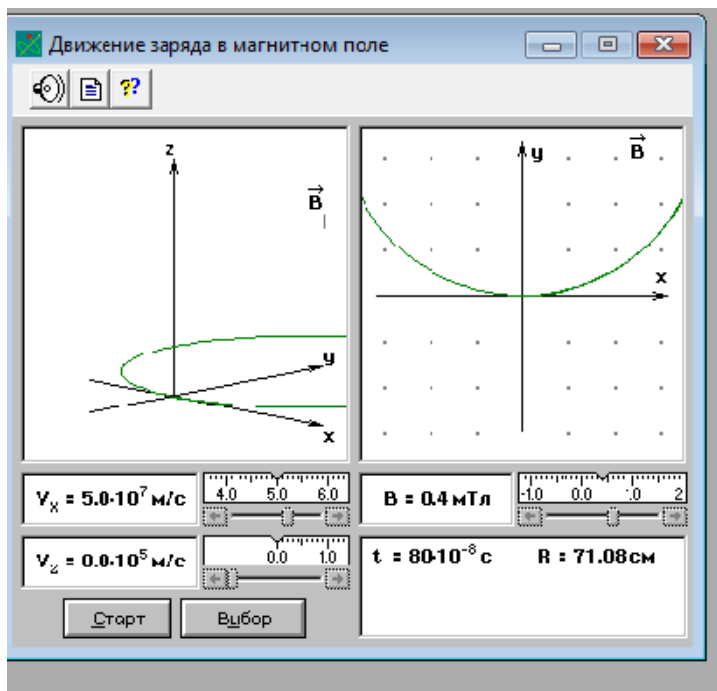 Движение заряда в магнитном поле
??
z
B
y
x
y
B
x
Vx = 5.0·10⁷ м/с
4.0 5.0 6.0
B = 0.4 мТл
-1.0 0.0 1.0 2
Vz = 0.0·10⁵ м/с
0.0 1.0
t = 80·10⁻⁸ с R = 71.08 см
Старт
Выбор